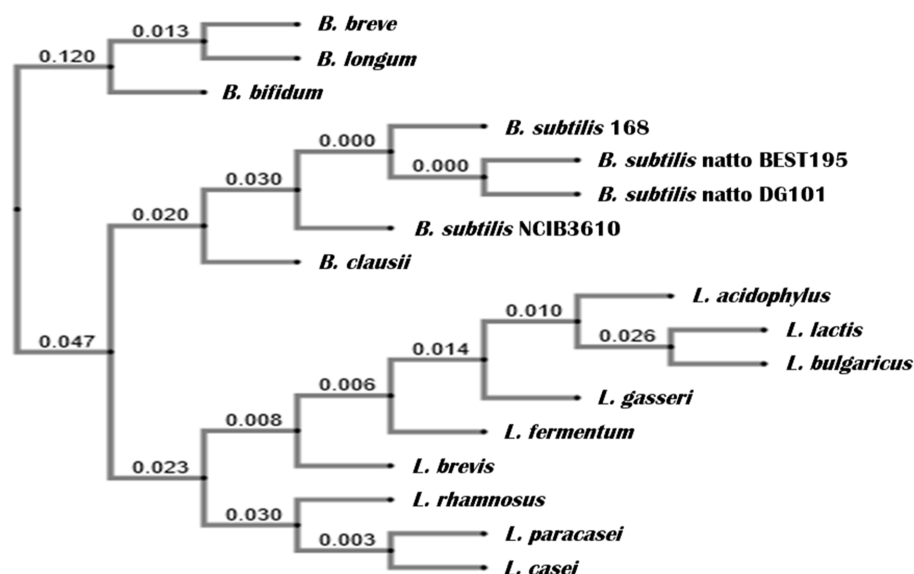 B. breve
0.013
B. longum
0.120
B. bifidum
B. subtilis 168
0.000
B. subtilis natto BEST195
0.000
B. subtilis natto DG101
0.030
B. subtilis NCIB3610
0.020
B. clausii
L. acidophylus
0.010
L. lactis
0.026
L. bulgaricus
0.047
0.014
L. gasseri
0.006
L. fermentum
0.008
L. brevis
0.023
L. rhamnosus
0.030
L. paracasei
0.003
L. casei